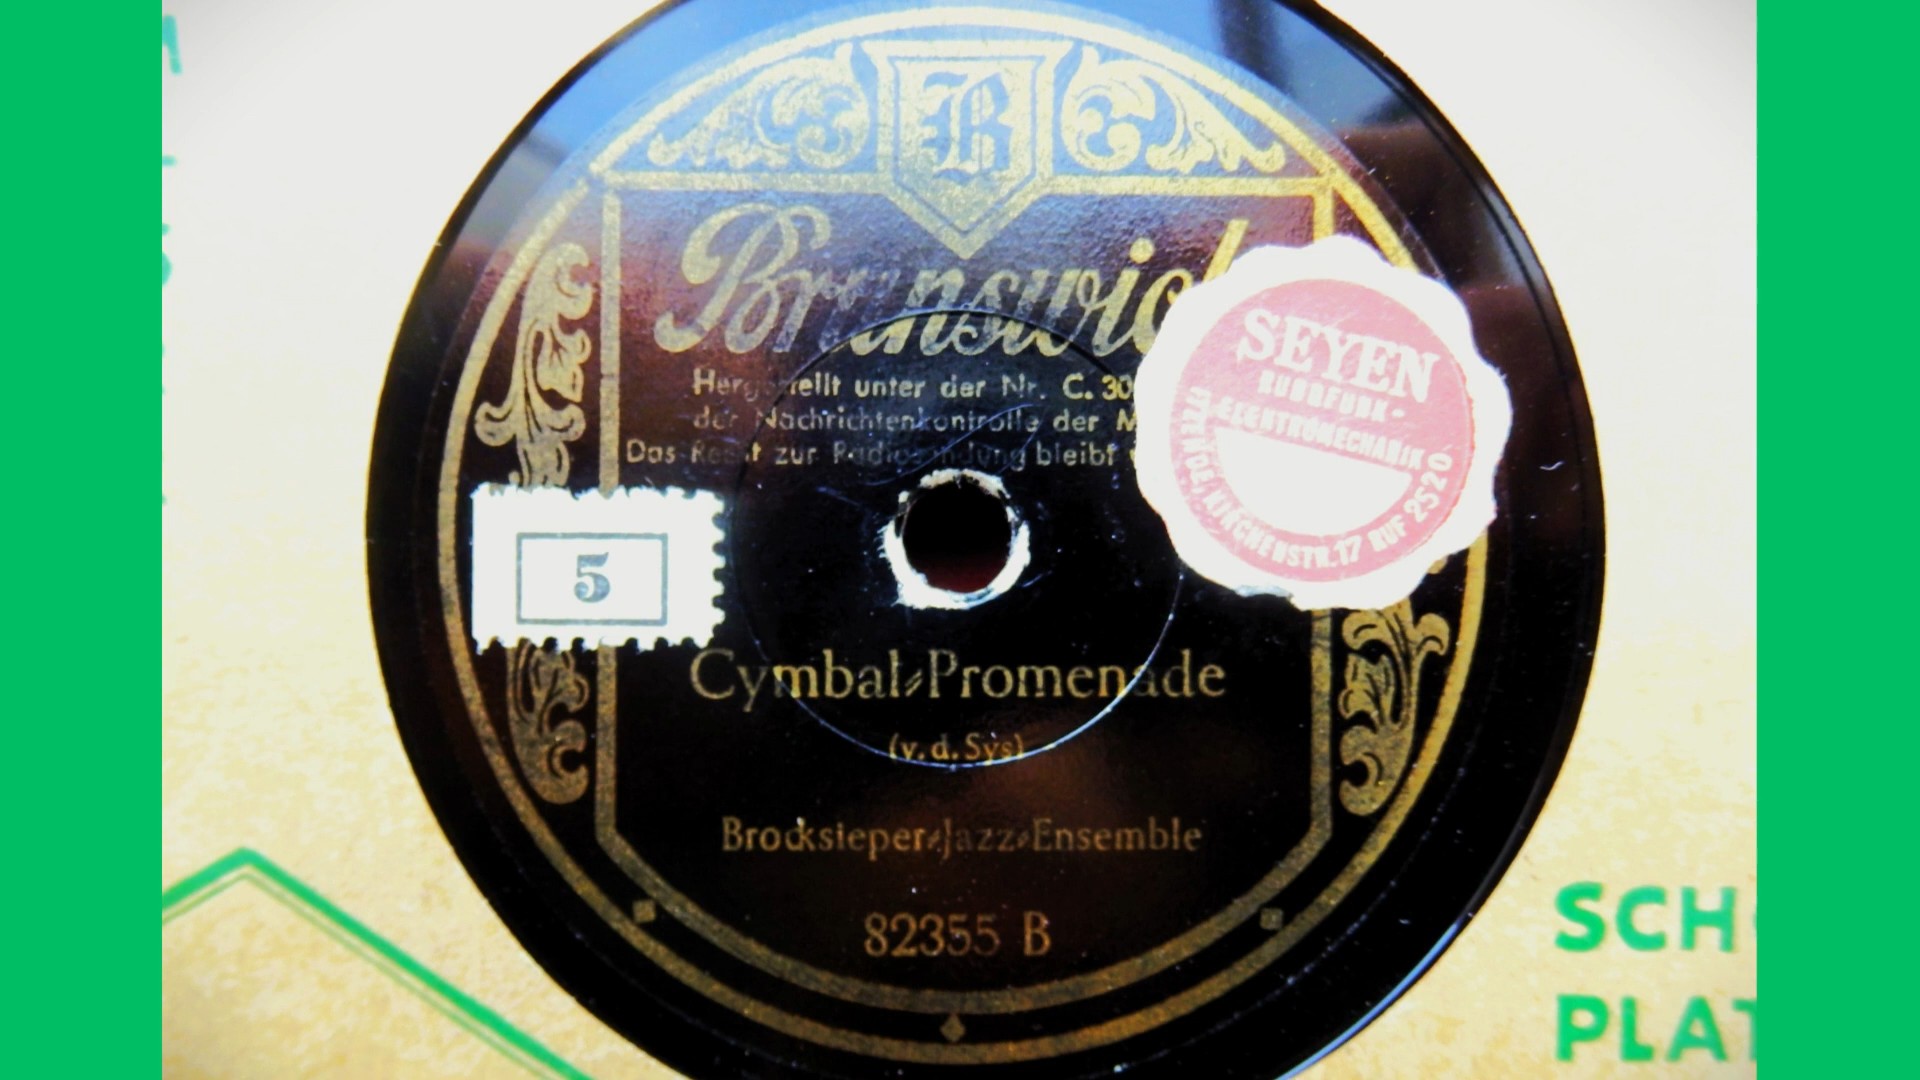 B
Brunswick
Hergestellt unter der Nr. C. 30
der Nachrichtenkontrolle der M
Das Recht zur Radiosendung bleibt
SEYEN
RUNDFUNK-
ELEKTROMECHANIK
ITZEHOE, KIRCHENSTR. 17 RUF 2520
5
Cymbal-Promenade
(v. d. Sys)
Brocksieper-Jazz-Ensemble
82355 B
SCH
PLAT